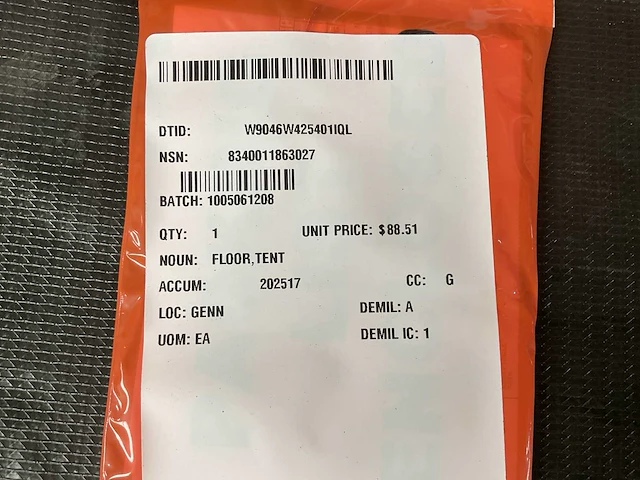 DTID: W9046W425401IQL
NSN: 8340011863027
BATCH: 1005061208
QTY: 1 UNIT PRICE: $88.51
NOUN: FLOOR,TENT
ACCUM: 202517 CC: G
LOC: GENN DEMIL: A
UOM: EA DEMIL IC: 1